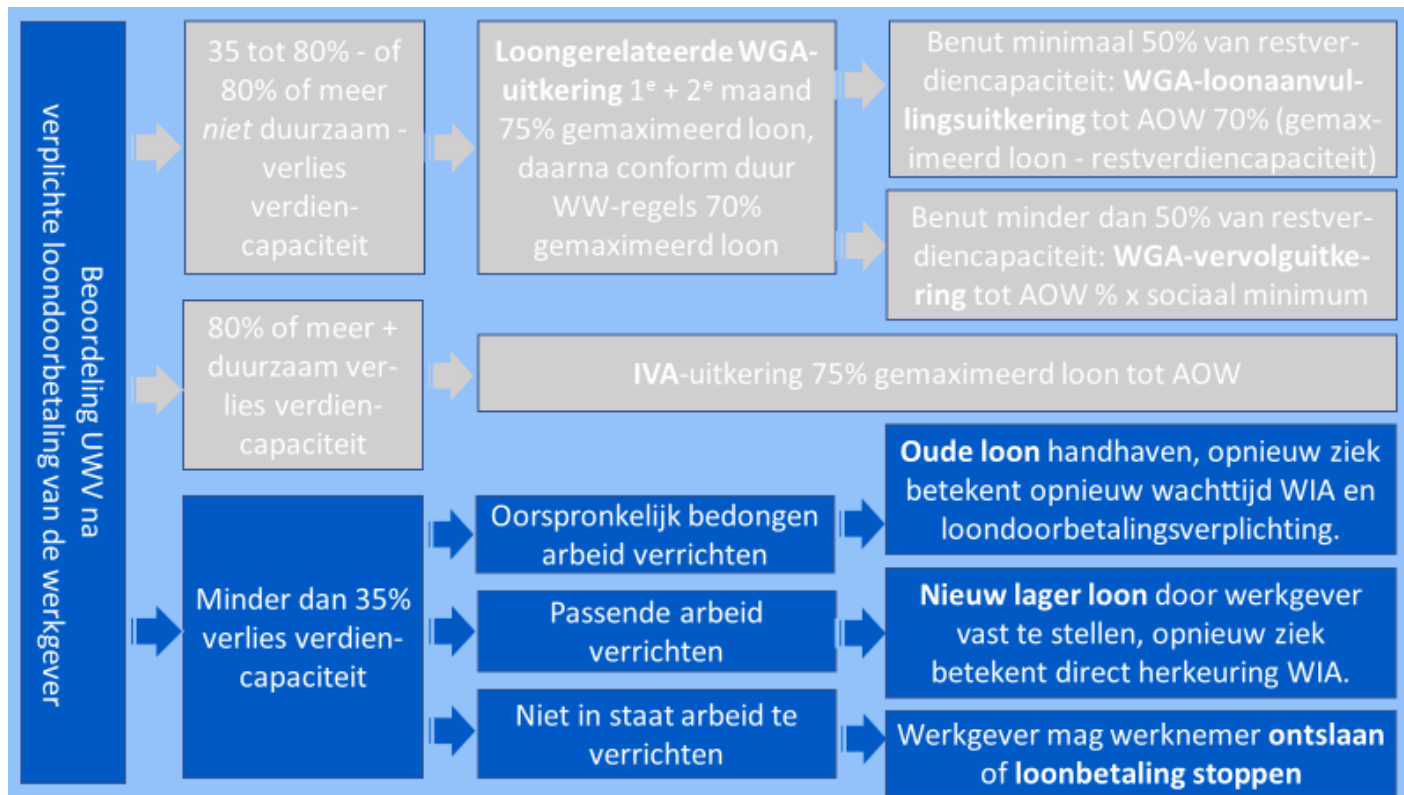 Beoordeling UWV na
verplichte loondoorbetaling van de werkgever
35 tot 80% - of
80% of meer
niet duurzaam -
verlies
verdien-
capaciteit
Loongerelateerde WGA-
uitkering 1e + 2e maand
75% gemaximeerd loon,
daarna conform duur
WW-regels 70%
gemaximeerd loon
Benut minimaal 50% van restver-
diencapaciteit: WGA-loonaanvul-
lingsuitkering tot AOW 70% (gemax-
imeerd loon - restverdiencapaciteit)
Benut minder dan 50% van restver-
diencapaciteit: WGA-vervolguitke-
ring tot AOW % x sociaal minimum
80% of meer +
duurzaam ver-
lies verdien-
capaciteit
IVA-uitkering 75% gemaximeerd loon tot AOW
Minder dan 35%
verlies verdien-
capaciteit
Oorspronkelijk bedongen
arbeid verrichten
Oude loon handhaven, opnieuw ziek
betekent opnieuw wachttijd WIA en
loondoorbetalingsverplichting.
Passende arbeid
verrichten
Nieuw lager loon door werkgever
vast te stellen, opnieuw ziek
betekent direct herkeuring WIA.
Niet in staat arbeid te
verrichten
Werkgever mag werknemer ontslaan
of loonbetaling stoppen